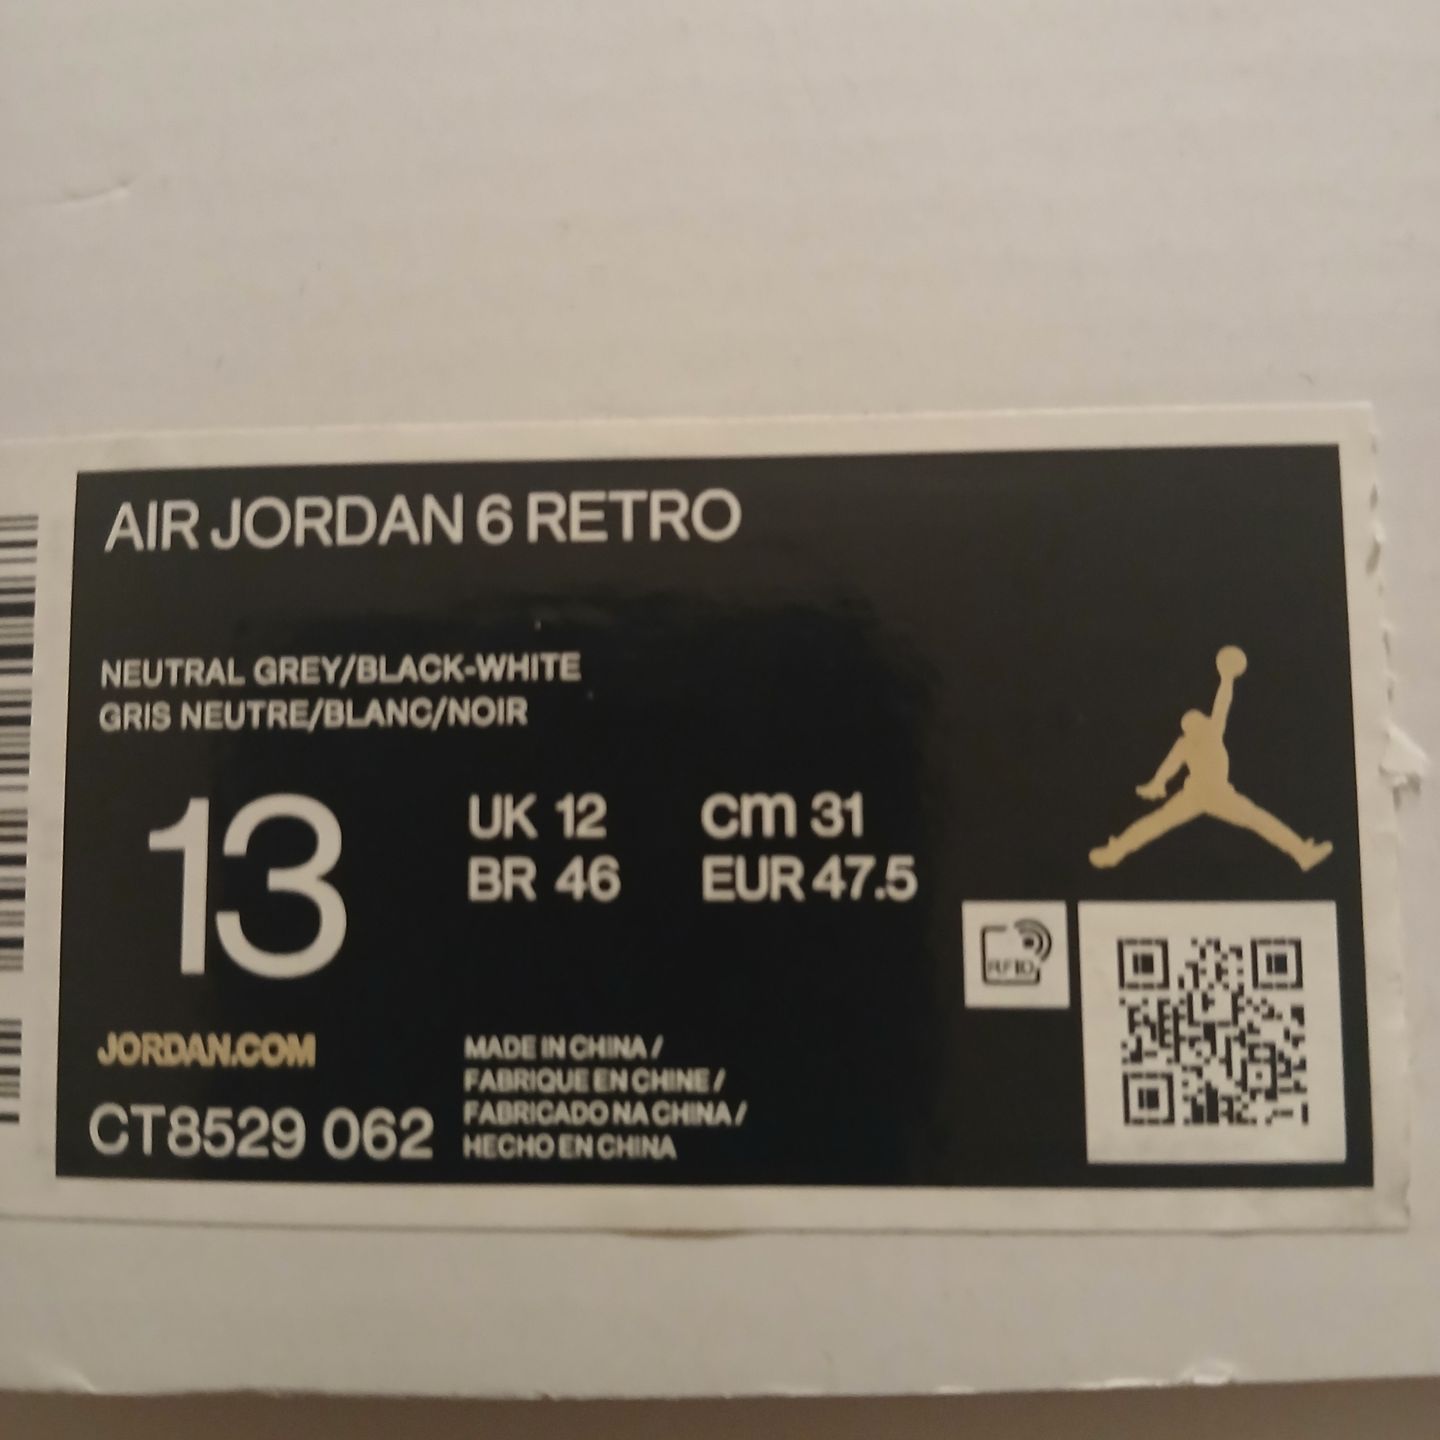 AIR JORDAN 6 RETRO
NEUTRAL GREY/BLACK-WHITE
GRIS NEUTRE/BLANC/NOIR
13
UK 12 cm 31
BR 46 EUR 47.5
RFID
JORDAN.COM
CT8529 062
MADE IN CHINA /
FABRIQUE EN CHINE /
FABRICADO NA CHINA /
HECHO EN CHINA